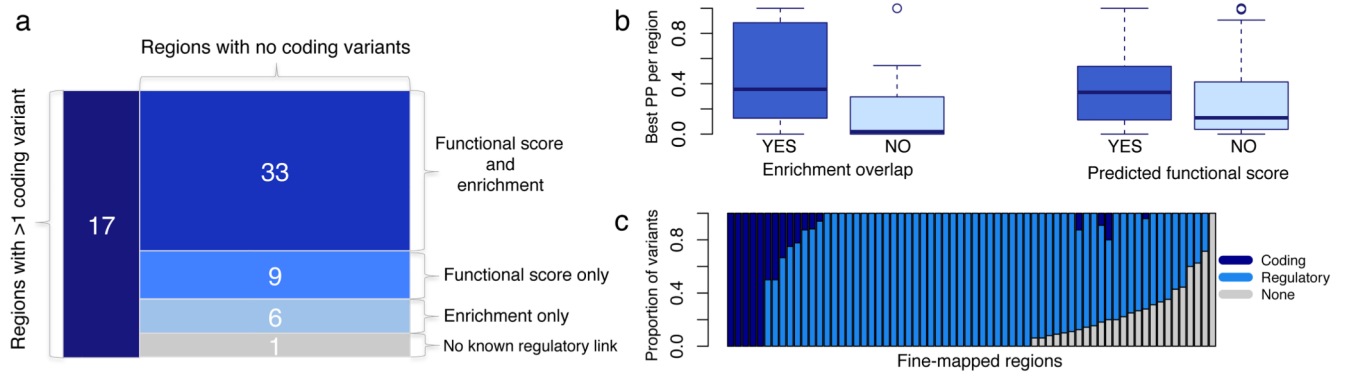 a
Regions with no coding variants
Regions with >1 coding variant
17
33
9
6
1
Functional score
and
enrichment
Functional score only
Enrichment only
No known regulatory link
b
Best PP per region
0.0 0.4 0.8
YES NO
Enrichment overlap
YES NO
Predicted functional score
c
Proportion of variants
0.0 0.4 0.8
Fine-mapped regions
Coding
Regulatory
None